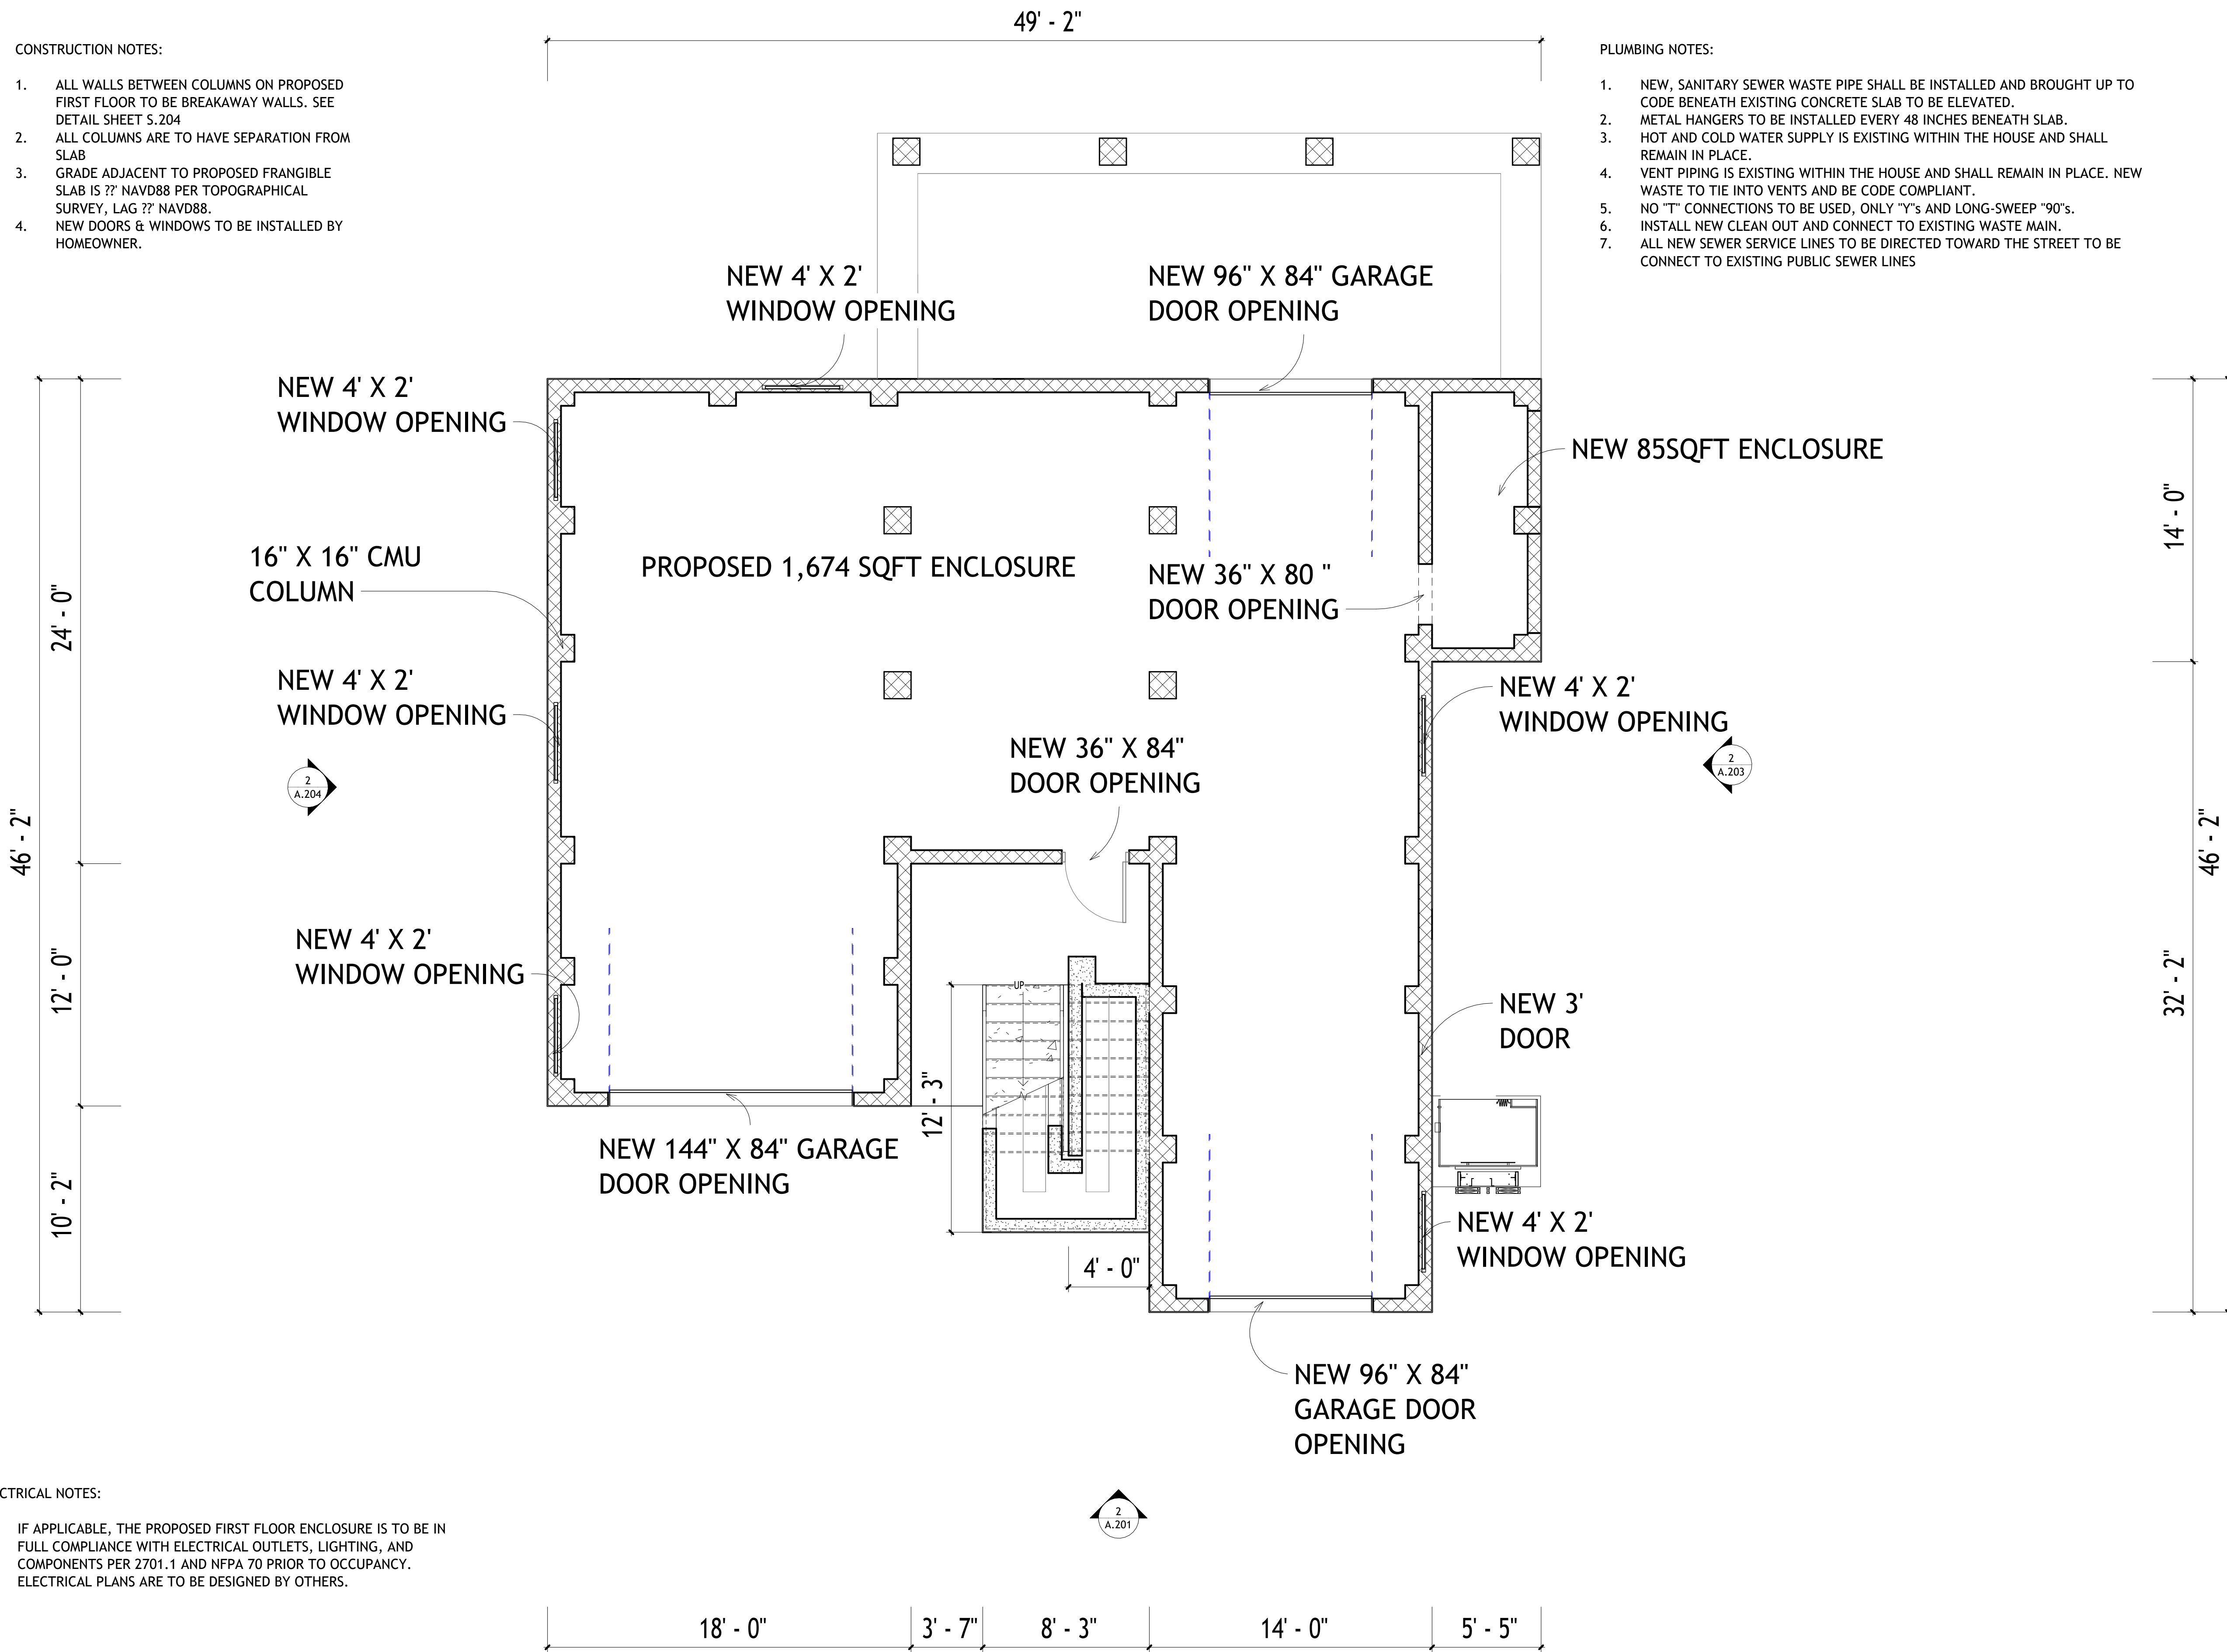 49' - 2"
CONSTRUCTION NOTES:
1. ALL WALLS BETWEEN COLUMNS ON PROPOSED
FIRST FLOOR TO BE BREAKAWAY WALLS. SEE
DETAIL SHEET S.204
2. ALL COLUMNS ARE TO HAVE SEPARATION FROM
SLAB
3. GRADE ADJACENT TO PROPOSED FRANGIBLE
SLAB IS ??' NAVD88 PER TOPOGRAPHICAL
SURVEY, LAG ??' NAVD88.
4. NEW DOORS & WINDOWS TO BE INSTALLED BY
HOMEOWNER.
PLUMBING NOTES:
1. NEW, SANITARY SEWER WASTE PIPE SHALL BE INSTALLED AND BROUGHT UP TO
CODE BENEATH EXISTING CONCRETE SLAB TO BE ELEVATED.
2. METAL HANGERS TO BE INSTALLED EVERY 48 INCHES BENEATH SLAB.
3. HOT AND COLD WATER SUPPLY IS EXISTING WITHIN THE HOUSE AND SHALL
REMAIN IN PLACE.
4. VENT PIPING IS EXISTING WITHIN THE HOUSE AND SHALL REMAIN IN PLACE. NEW
WASTE TO TIE INTO VENTS AND BE CODE COMPLIANT.
5. NO "T" CONNECTIONS TO BE USED, ONLY "Y"s AND LONG-SWEEP "90"s.
6. INSTALL NEW CLEAN OUT AND CONNECT TO EXISTING WASTE MAIN.
7. ALL NEW SEWER SERVICE LINES TO BE DIRECTED TOWARD THE STREET TO BE
CONNECT TO EXISTING PUBLIC SEWER LINES
NEW 4' X 2'
WINDOW OPENING
NEW 96" X 84" GARAGE
DOOR OPENING
NEW 4' X 2'
WINDOW OPENING
NEW 85SQFT ENCLOSURE
14' - 0"
16" X 16" CMU
COLUMN
PROPOSED 1,674 SQFT ENCLOSURE
NEW 36" X 80 "
DOOR OPENING
24' - 0"
NEW 4' X 2'
WINDOW OPENING
NEW 4' X 2'
WINDOW OPENING
NEW 36" X 84"
DOOR OPENING
2
A.204
2
A.203
46' - 2"
46' - 2"
NEW 4' X 2'
WINDOW OPENING
12' - 0"
UP
NEW 3'
DOOR
32' - 2"
12' - 3"
NEW 144" X 84" GARAGE
DOOR OPENING
10' - 2"
NEW 4' X 2'
WINDOW OPENING
4' - 0"
NEW 96" X 84"
GARAGE DOOR
OPENING
CTRICAL NOTES:
IF APPLICABLE, THE PROPOSED FIRST FLOOR ENCLOSURE IS TO BE IN
FULL COMPLIANCE WITH ELECTRICAL OUTLETS, LIGHTING, AND
COMPONENTS PER 2701.1 AND NFPA 70 PRIOR TO OCCUPANCY.
ELECTRICAL PLANS ARE TO BE DESIGNED BY OTHERS.
2
A.201
18' - 0"
3' - 7"
8' - 3"
14' - 0"
5' - 5"